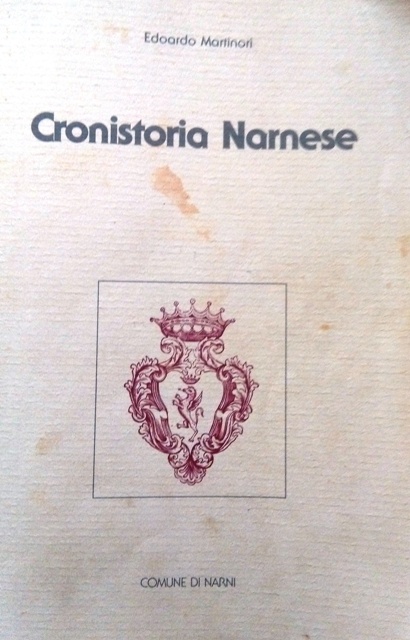 Edoardo Martinori
Cronistoria Narnese
COMUNE DI NARNI